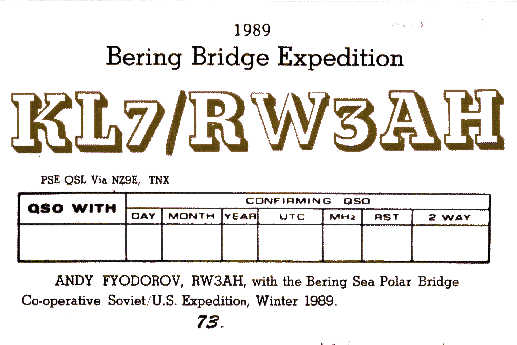 1989
Bering Bridge Expedition
KL7/RW3AH
PSE QSL Via NZ9E, TNX
QSO WITH
CONFIRMING QSO
DAY MONTH YEAR UTC MHz RST 2 WAY
ANDY FYODOROV, RW3AH, with the Bering Sea Polar Bridge
Co-operative Soviet/U.S. Expedition, Winter 1989.
73.